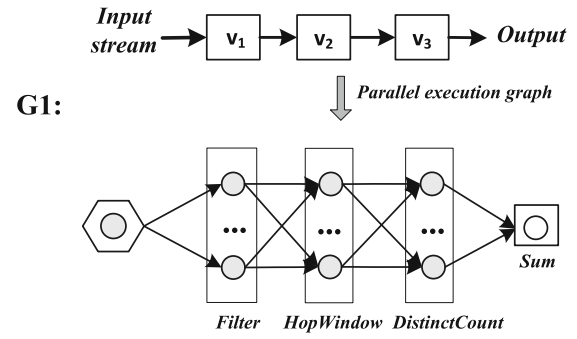 Input
stream
v1
v2
v3
Output
Parallel execution graph
G1:
...
...
...
Sum
Filter
HopWindow
DistinctCount